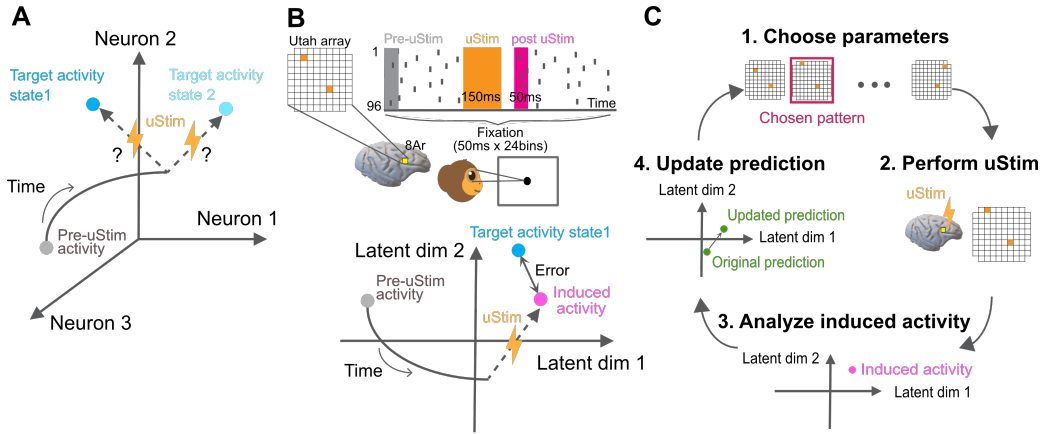 A
Neuron 2
Target activity
state1
Target activity
state 2
uStim
?
?
Time
Neuron 1
Pre-uStim
activity
Neuron 3
B
Utah array
Pre-uStim
uStim
post uStim
1
96
150ms
50ms
Time
Fixation
(50ms x 24bins)
8Ar
Target activity state1
Latent dim 2
Pre-uStim
activity
Error
Induced
activity
uStim
Latent dim 1
Time
C
1. Choose parameters
Chosen pattern
4. Update prediction
2. Perform uStim
Latent dim 2
uStim
Updated prediction
Latent dim 1
Original prediction
3. Analyze induced activity
Latent dim 2
Induced activity
Latent dim 1